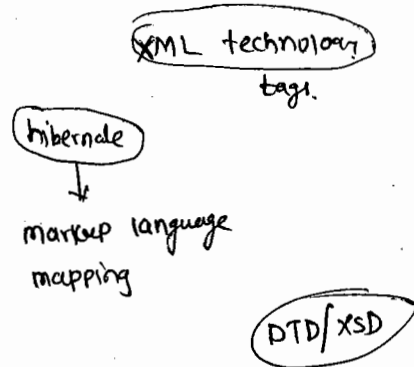 XML technology
tags.
hibernate
markup language
mapping
DTD/XSD